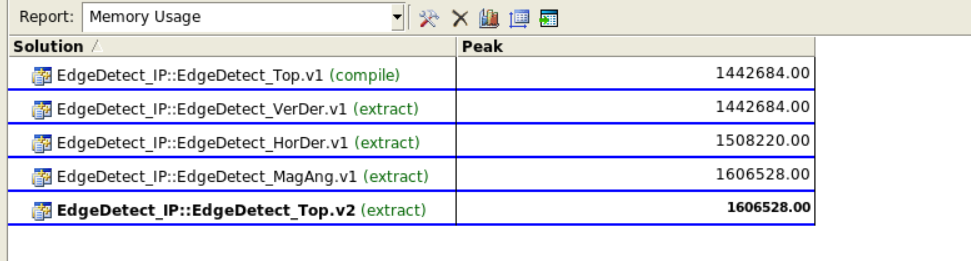 Report: Memory Usage
Solution Peak
EdgeDetect_IP::EdgeDetect_Top.v1 (compile) 1442684.00
EdgeDetect_IP::EdgeDetect_VerDer.v1 (extract) 1442684.00
EdgeDetect_IP::EdgeDetect_HorDer.v1 (extract) 1508220.00
EdgeDetect_IP::EdgeDetect_MagAng.v1 (extract) 1606528.00
EdgeDetect_IP::EdgeDetect_Top.v2 (extract) 1606528.00